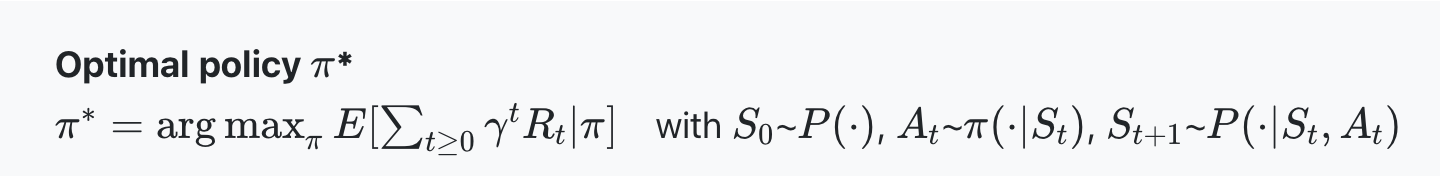 Optimal policy π*
π* = arg max_π E[∑_{t≥0} γ^t R_t|π] with S_0~P(·), A_t~π(·|S_t), S_{t+1}~P(·|S_t, A_t)